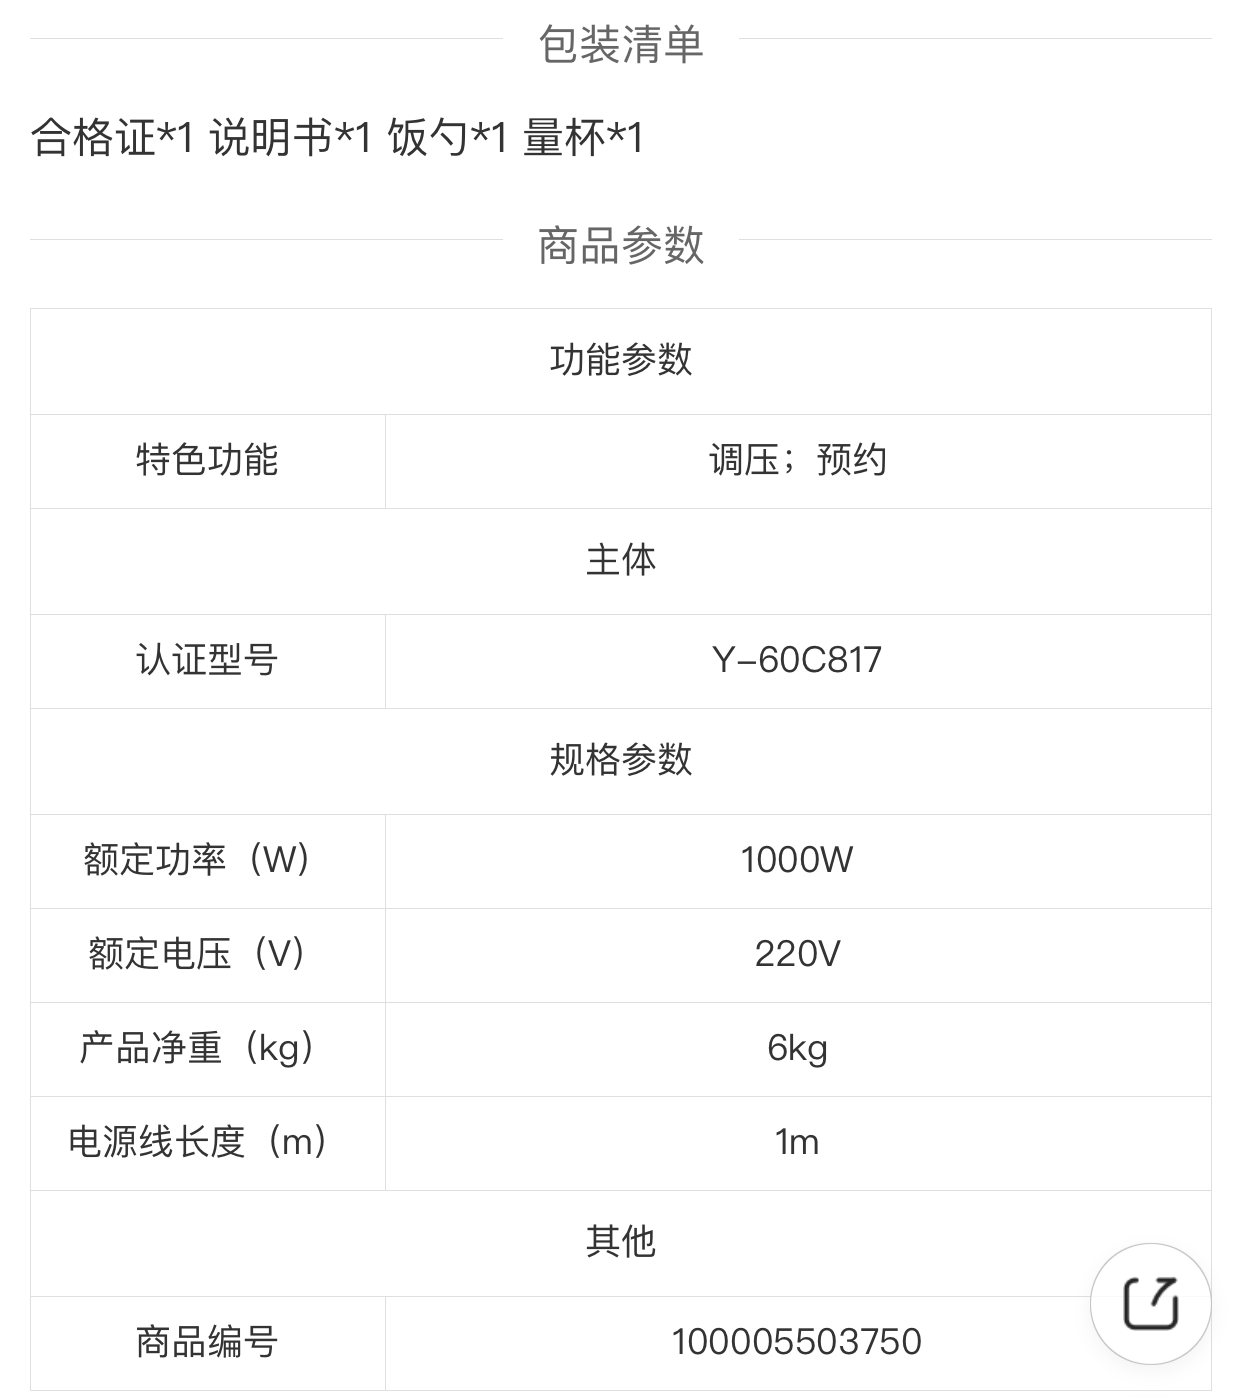 包装清单
合格证*1 说明书*1 饭勺*1 量杯*1
商品参数
功能参数
特色功能 调压；预约
主体
认证型号 Y-60C817
规格参数
额定功率（W） 1000W
额定电压（V） 220V
产品净重（kg） 6kg
电源线长度（m） 1m
其他
商品编号 100005503750